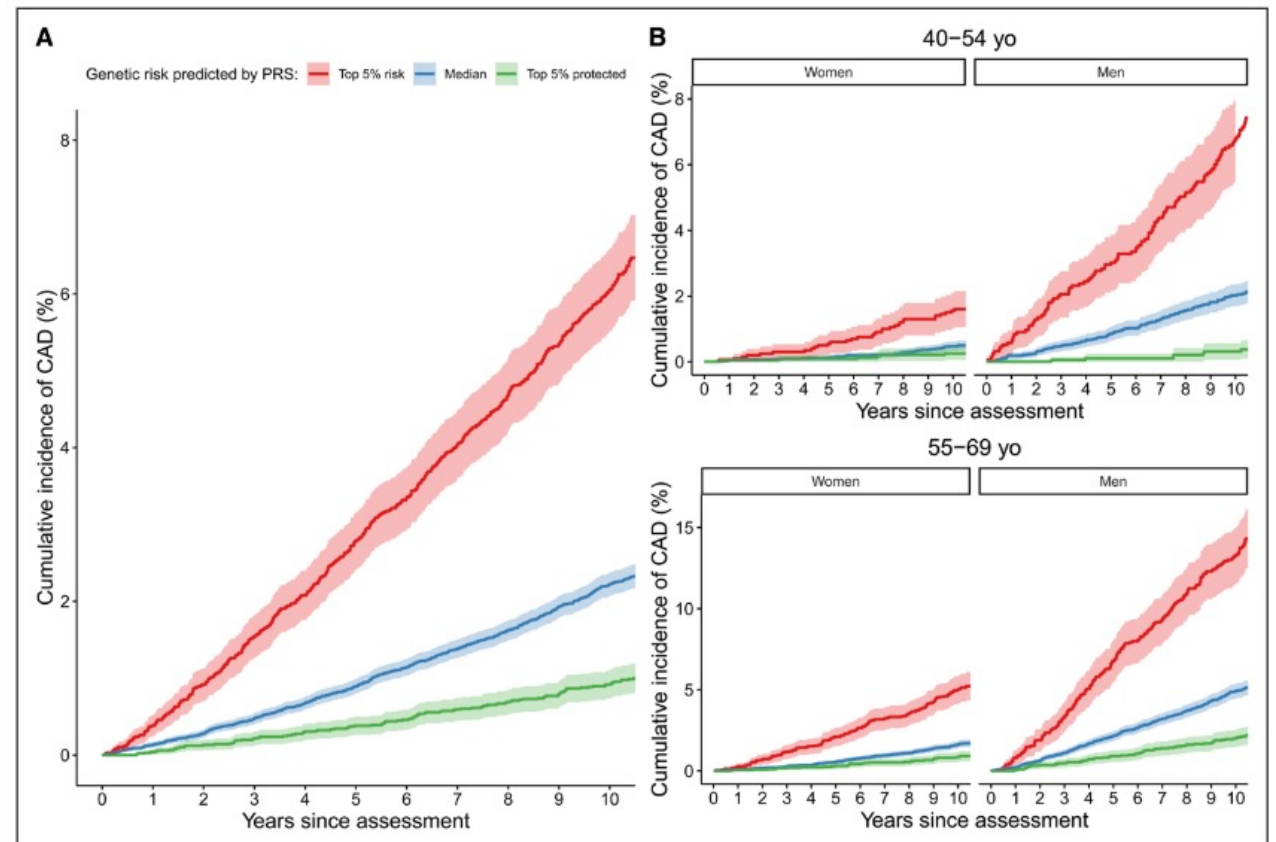 A
Genetic risk predicted by PRS: Top 5% risk Median Top 5% protected
Cumulative incidence of CAD (%)
8
6
4
2
0
0 1 2 3 4 5 6 7 8 9 10
Years since assessment
B
40−54 yo
Women Men
Cumulative incidence of CAD (%)
8
6
4
2
0
0 1 2 3 4 5 6 7 8 9 10 0 1 2 3 4 5 6 7 8 9 10
Years since assessment
55−69 yo
Women Men
Cumulative incidence of CAD (%)
15
10
5
0
0 1 2 3 4 5 6 7 8 9 10 0 1 2 3 4 5 6 7 8 9 10
Years since assessment